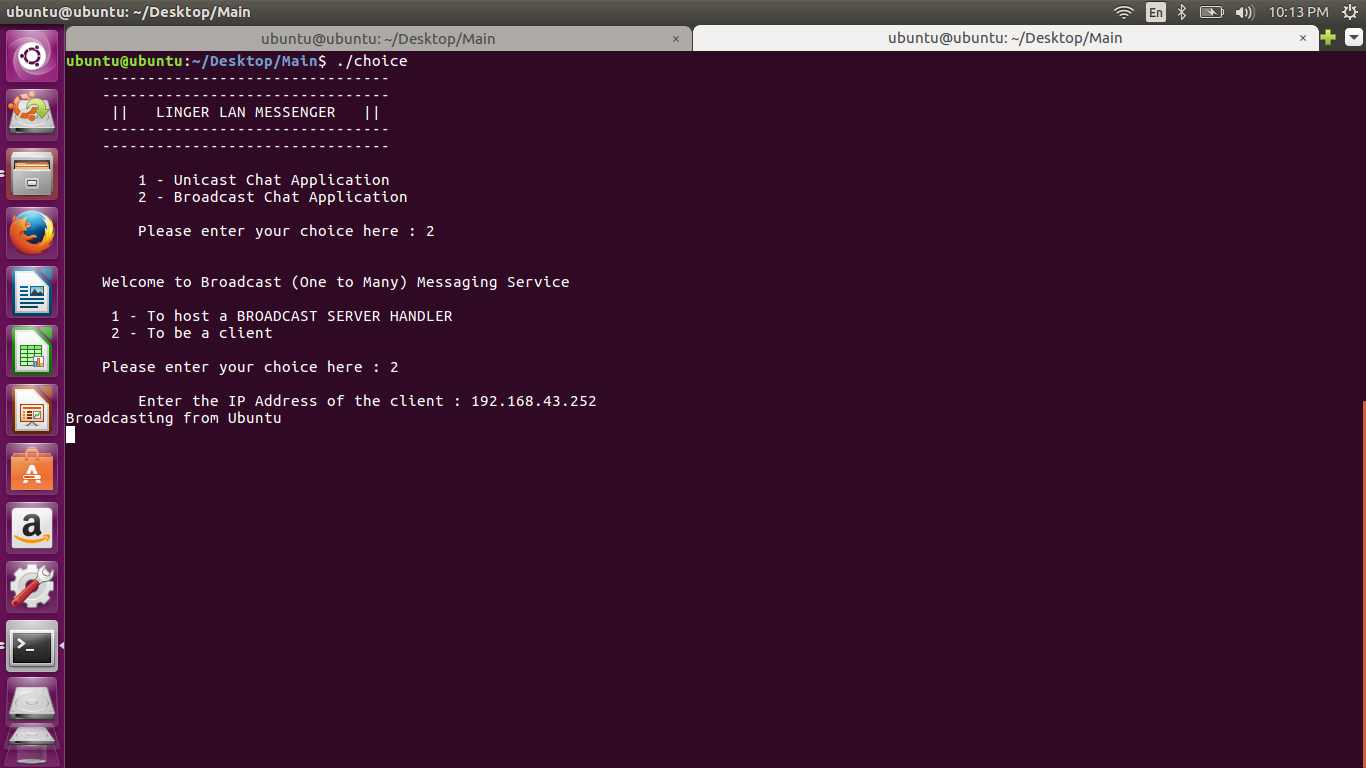 ubuntu@ubuntu: ~/Desktop/Main
En
10:13 PM
ubuntu@ubuntu: ~/Desktop/Main ×
ubuntu@ubuntu: ~/Desktop/Main ×
ubuntu@ubuntu:~/Desktop/Main$ ./choice
--------------------------------
--------------------------------
|| LINGER LAN MESSENGER ||
--------------------------------
--------------------------------
1 - Unicast Chat Application
2 - Broadcast Chat Application
Please enter your choice here : 2
Welcome to Broadcast (One to Many) Messaging Service
1 - To host a BROADCAST SERVER HANDLER
2 - To be a client
Please enter your choice here : 2
Enter the IP Address of the client : 192.168.43.252
Broadcasting from Ubuntu